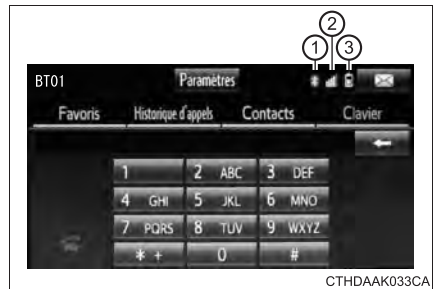 2
1 3
BT01 Paramètres
Favoris Historique d'appels Contacts Clavier
1 2 ABC 3 DEF
4 GHI 5 JKL 6 MNO
7 PQRS 8 TUV 9 WXYZ
* + 0 #
CTHDAAK033CA